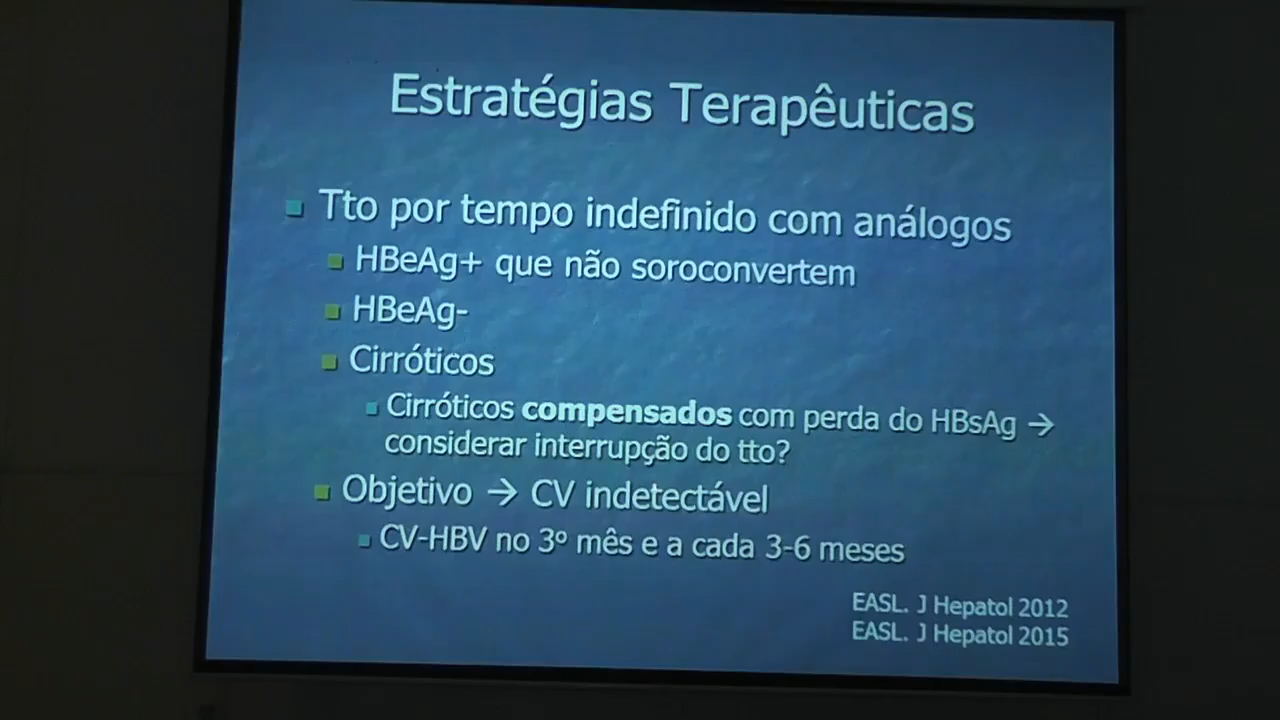 Estratégias Terapêuticas
Tto por tempo indefinido com análogos
HBeAg+ que não soroconvertem
HBeAg-
Cirróticos
Cirróticos compensados com perda do HBsAg →
considerar interrupção do tto?
Objetivo → CV indetectável
CV-HBV no 3º mês e a cada 3-6 meses
EASL. J Hepatol 2012
EASL. J Hepatol 2015